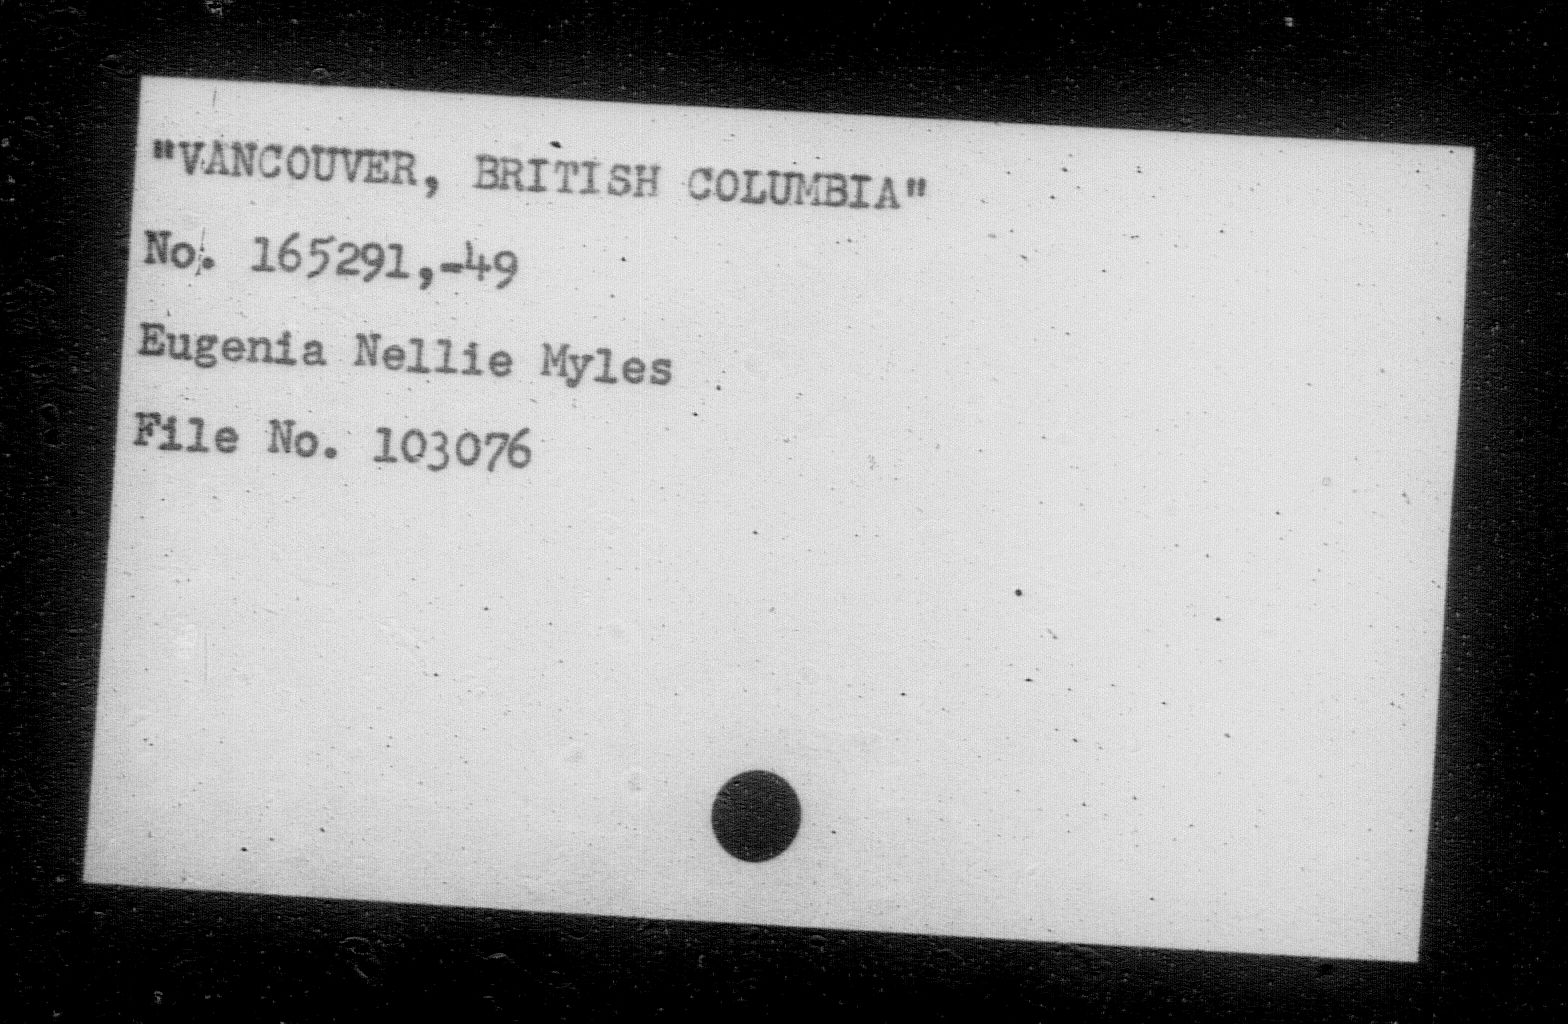 "VANCOUVER, BRITISH COLUMBIA"
No. 165291,-49
Eugenia Nellie Myles
File No. 103076